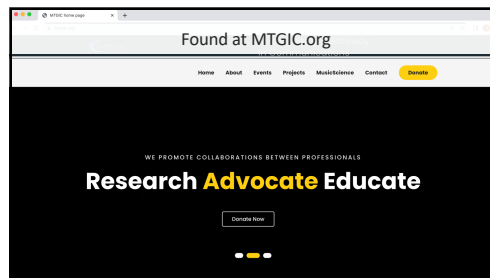 MTGIC home page
Found at MTGIC.org
Home About Events Projects MusicScience Contact Donate
WE PROMOTE COLLABORATIONS BETWEEN PROFESSIONALS
Research Advocate Educate
Donate Now